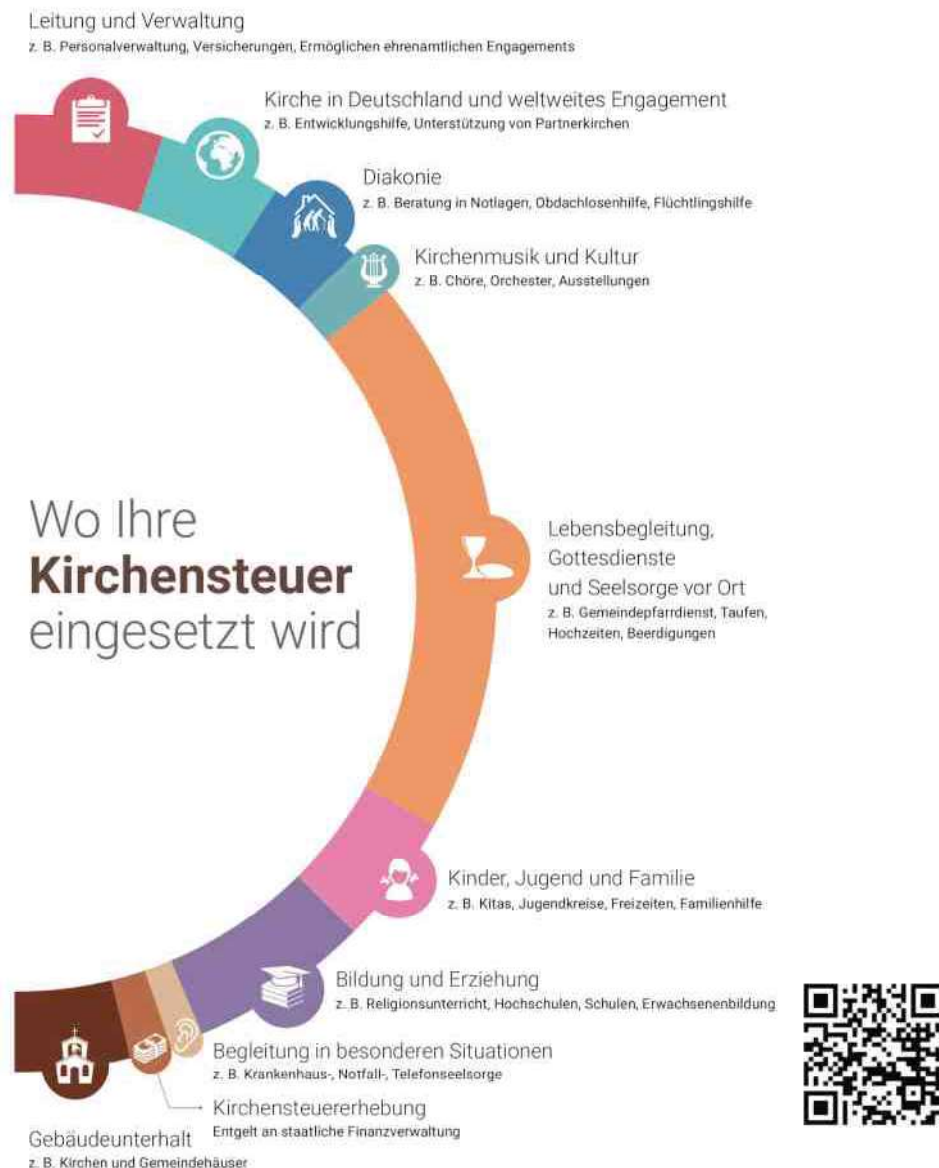 Leitung und Verwaltung
z. B. Personalverwaltung, Versicherungen, Ermöglichen ehrenamtlichen Engagements
Kirche in Deutschland und weltweites Engagement
z. B. Entwicklungshilfe, Unterstützung von Partnerkirchen
Diakonie
z. B. Beratung in Notlagen, Obdachlosenhilfe, Flüchtlingshilfe
Kirchenmusik und Kultur
z. B. Chöre, Orchester, Ausstellungen
Wo Ihre
Kirchensteuer
eingesetzt wird
Lebensbegleitung,
Gottesdienste
und Seelsorge vor Ort
z. B. Gemeindepfarrdienst, Taufen,
Hochzeiten, Beerdigungen
Kinder, Jugend und Familie
z. B. Kitas, Jugendkreise, Freizeiten, Familienhilfe
Bildung und Erziehung
z. B. Religionsunterricht, Hochschulen, Schulen, Erwachsenenbildung
Begleitung in besonderen Situationen
z. B. Krankenhaus-, Notfall-, Telefonseelsorge
Kirchensteuererhebung
Entgelt an staatliche Finanzverwaltung
Gebäudeunterhalt
z. B. Kirchen und Gemeindehäuser